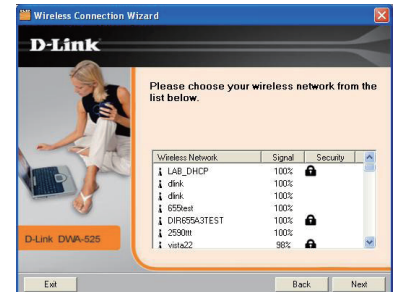 Wireless Connection Wizard
D-Link
Please choose your wireless network from the
list below.
Wireless Network Signal Security
LAB_DHCP 100%
dlink 100%
dlink 100%
655test 100%
DIR655A3TEST 100%
2590ttt 100%
vista22 98%
D-Link DWA-525
Exit Back Next